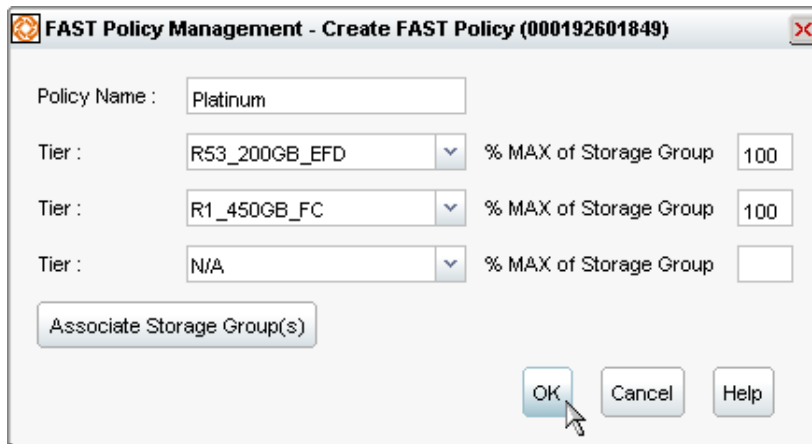 FAST Policy Management - Create FAST Policy (000192601849)
Policy Name : Platinum
Tier : R53_200GB_EFD % MAX of Storage Group 100
Tier : R1_450GB_FC % MAX of Storage Group 100
Tier : N/A % MAX of Storage Group
Associate Storage Group(s)
OK Cancel Help